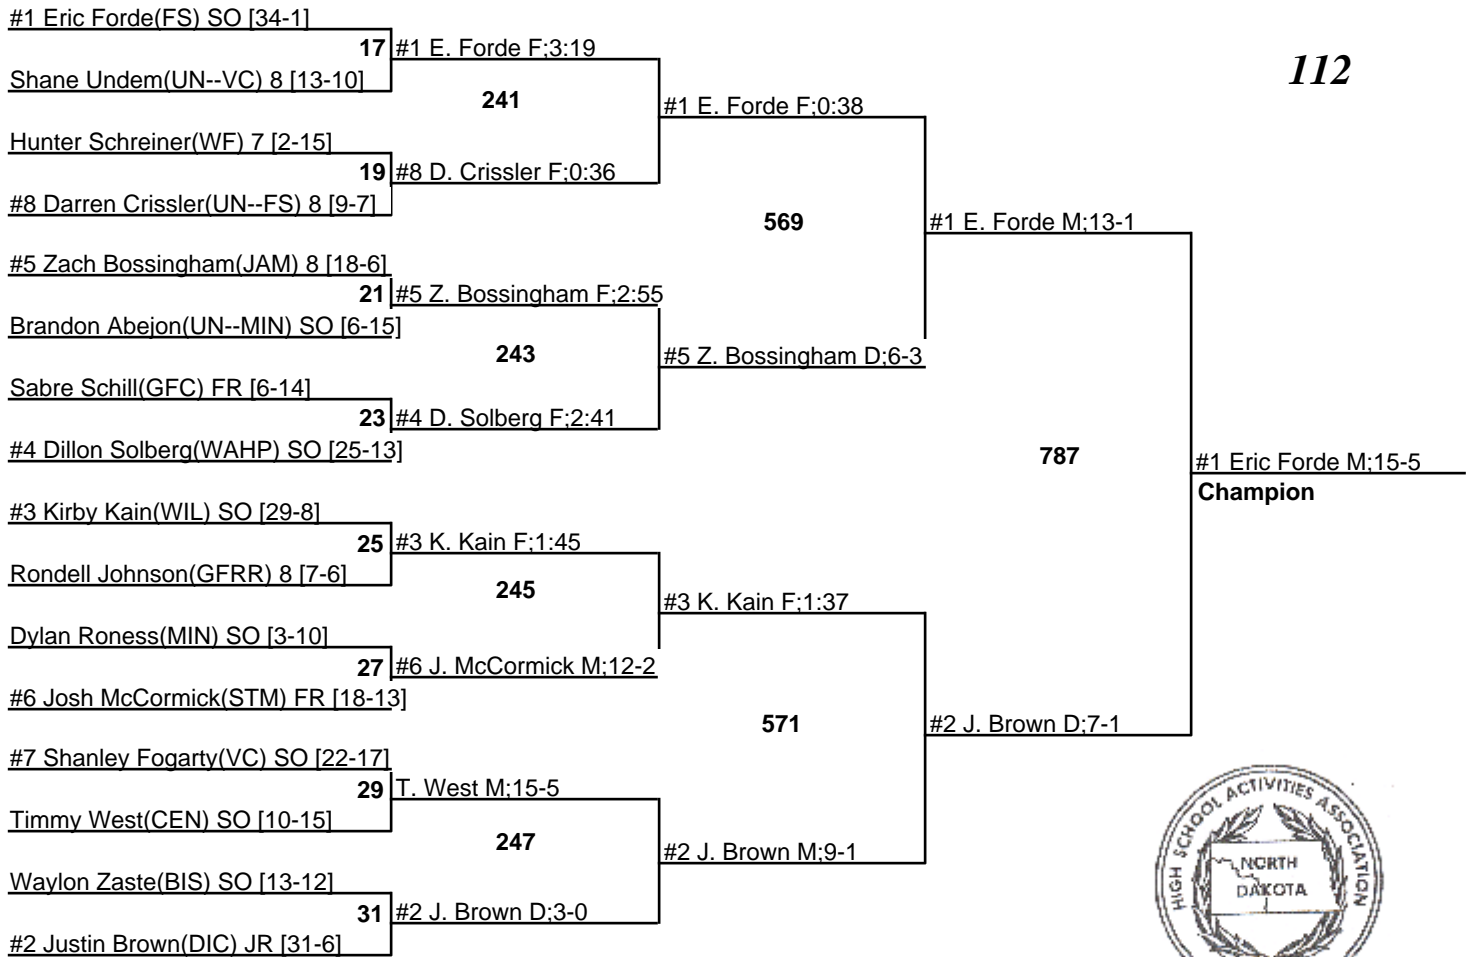 #1 Eric Forde(FS) SO [34-1]
17 #1 E. Forde F;3:19
Shane Undem(UN--VC) 8 [13-10]
241
#1 E. Forde F;0:38
112
Hunter Schreiner(WF) 7 [2-15]
19 #8 D. Crissler F;0:36
#8 Darren Crissler(UN--FS) 8 [9-7]
569
#1 E. Forde M;13-1
#5 Zach Bossingham(JAM) 8 [18-6]
21 #5 Z. Bossingham F;2:55
Brandon Abejon(UN--MIN) SO [6-15]
243
#5 Z. Bossingham D;6-3
Sabre Schill(GFC) FR [6-14]
23 #4 D. Solberg F;2:41
#4 Dillon Solberg(WAHP) SO [25-13]
787
#1 Eric Forde M;15-5
Champion
#3 Kirby Kain(WIL) SO [29-8]
25 #3 K. Kain F;1:45
Rondell Johnson(GFRR) 8 [7-6]
245
#3 K. Kain F;1:37
Dylan Roness(MIN) SO [3-10]
27 #6 J. McCormick M;12-2
#6 Josh McCormick(STM) FR [18-13]
571
#2 J. Brown D;7-1
#7 Shanley Fogarty(VC) SO [22-17]
29 T. West M;15-5
Timmy West(CEN) SO [10-15]
247
#2 J. Brown M;9-1
Waylon Zaste(BIS) SO [13-12]
31 #2 J. Brown D;3-0
#2 Justin Brown(DIC) JR [31-6]
HIGH SCHOOL ACTIVITIES ASSOCIATION
NORTH
DAKOTA